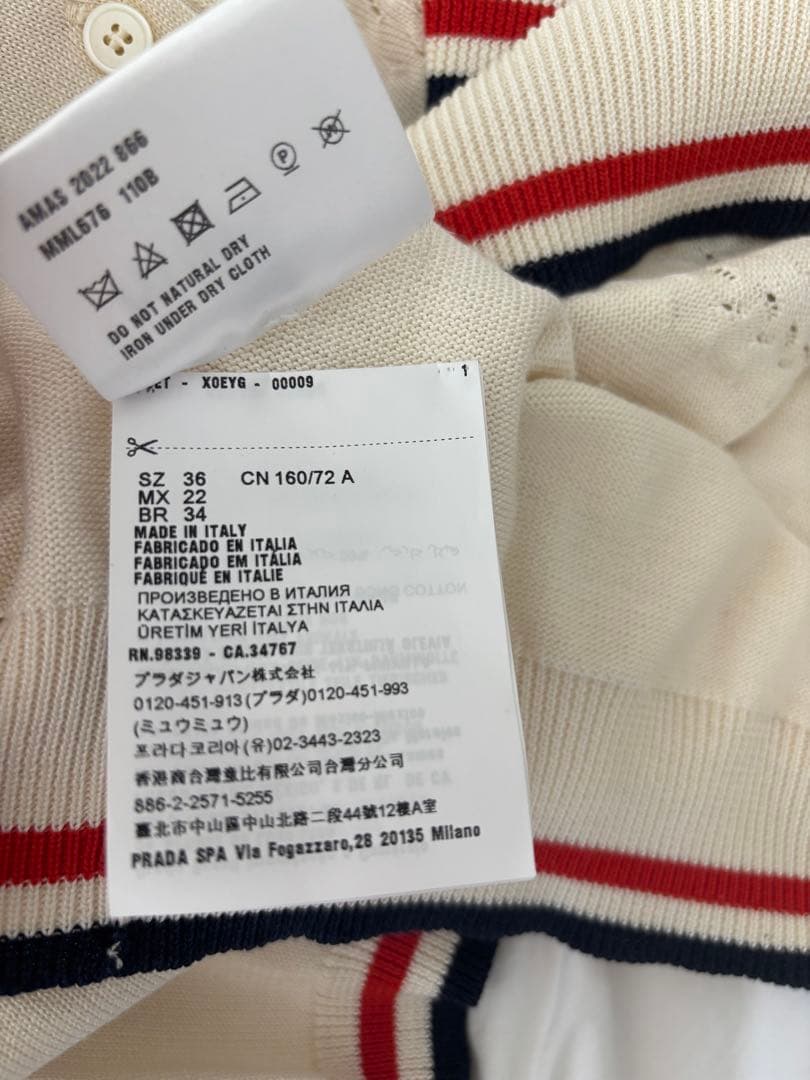 AMAS 2022 866
MML676 110B
P
DO NOT NATURAL DRY
IRON UNDER DRY CLOTH
- X0EYG - 00009
1
SZ 36 CN 160/72 A
MX 22
BR 34
MADE IN ITALY
FABRICADO EN ITALIA
FABRICADO EM ITÁLIA
FABRIQUÉ EN ITALIE
ПРОИЗВЕДЕНО В ИТАЛИЯ
ΚΑΤΑΣΚΕΥΑΖΕΤΑΙ ΣΤΗΝ ΙΤΑΛΙΑ
ÜRETİM YERİ İTALYA
RN.98339 - CA.34767
プラダジャパン株式会社
0120-451-913(プラダ)0120-451-993
(ミュウミュウ)
프라다코리아(유)02-3443-2323
香港商台灣童比有限公司台灣分公司
886-2-2571-5255
臺北市中山區中山北路二段44號12樓A室
PRADA SPA Via Fogazzaro,28 20135 Milano